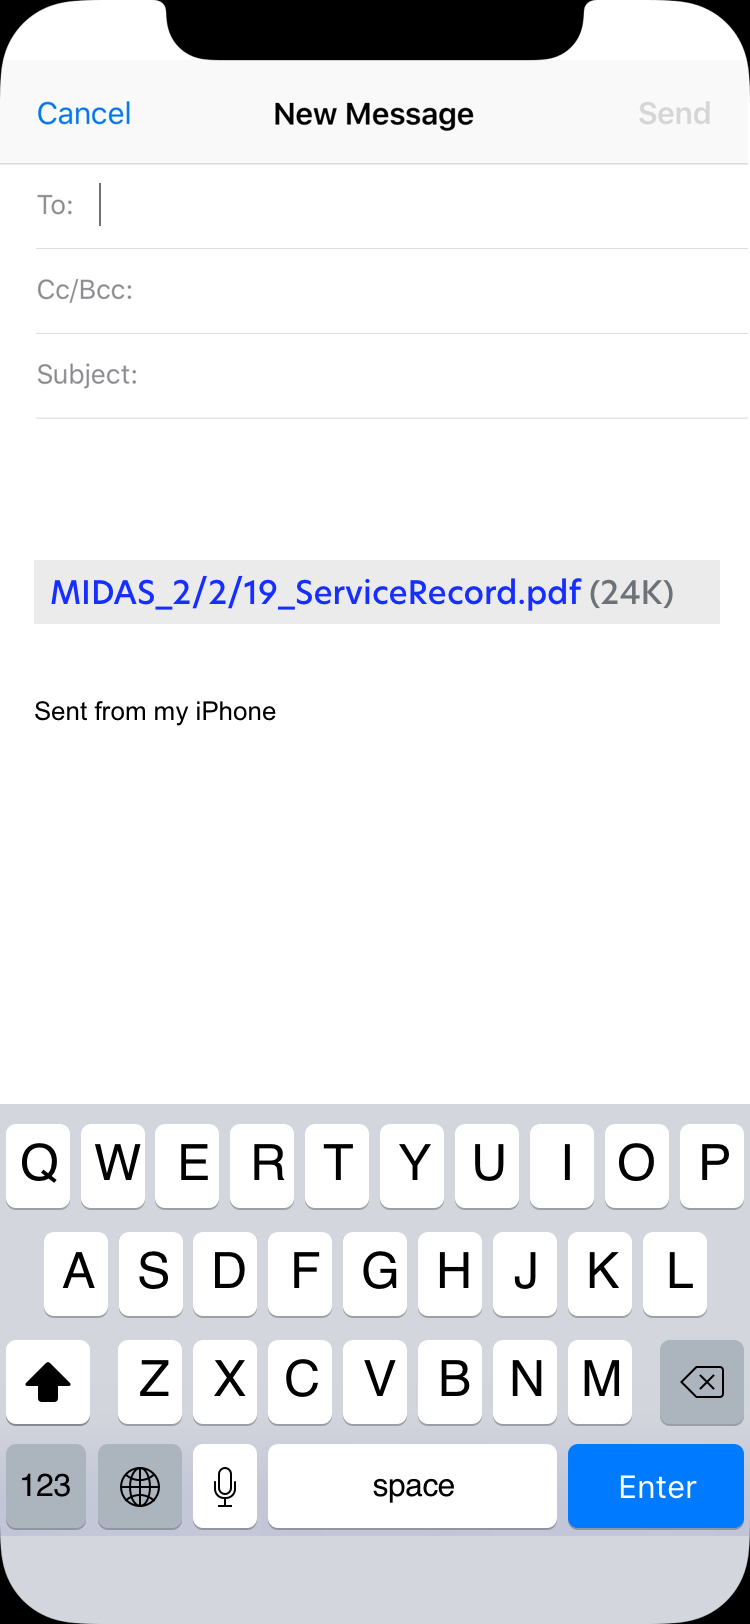 Cancel New Message Send
To:
Cc/Bcc:
Subject:
MIDAS_2/2/19_ServiceRecord.pdf (24K)
Sent from my iPhone
Q W E R T Y U I O P
A S D F G H J K L
Z X C V B N M
123 space Enter